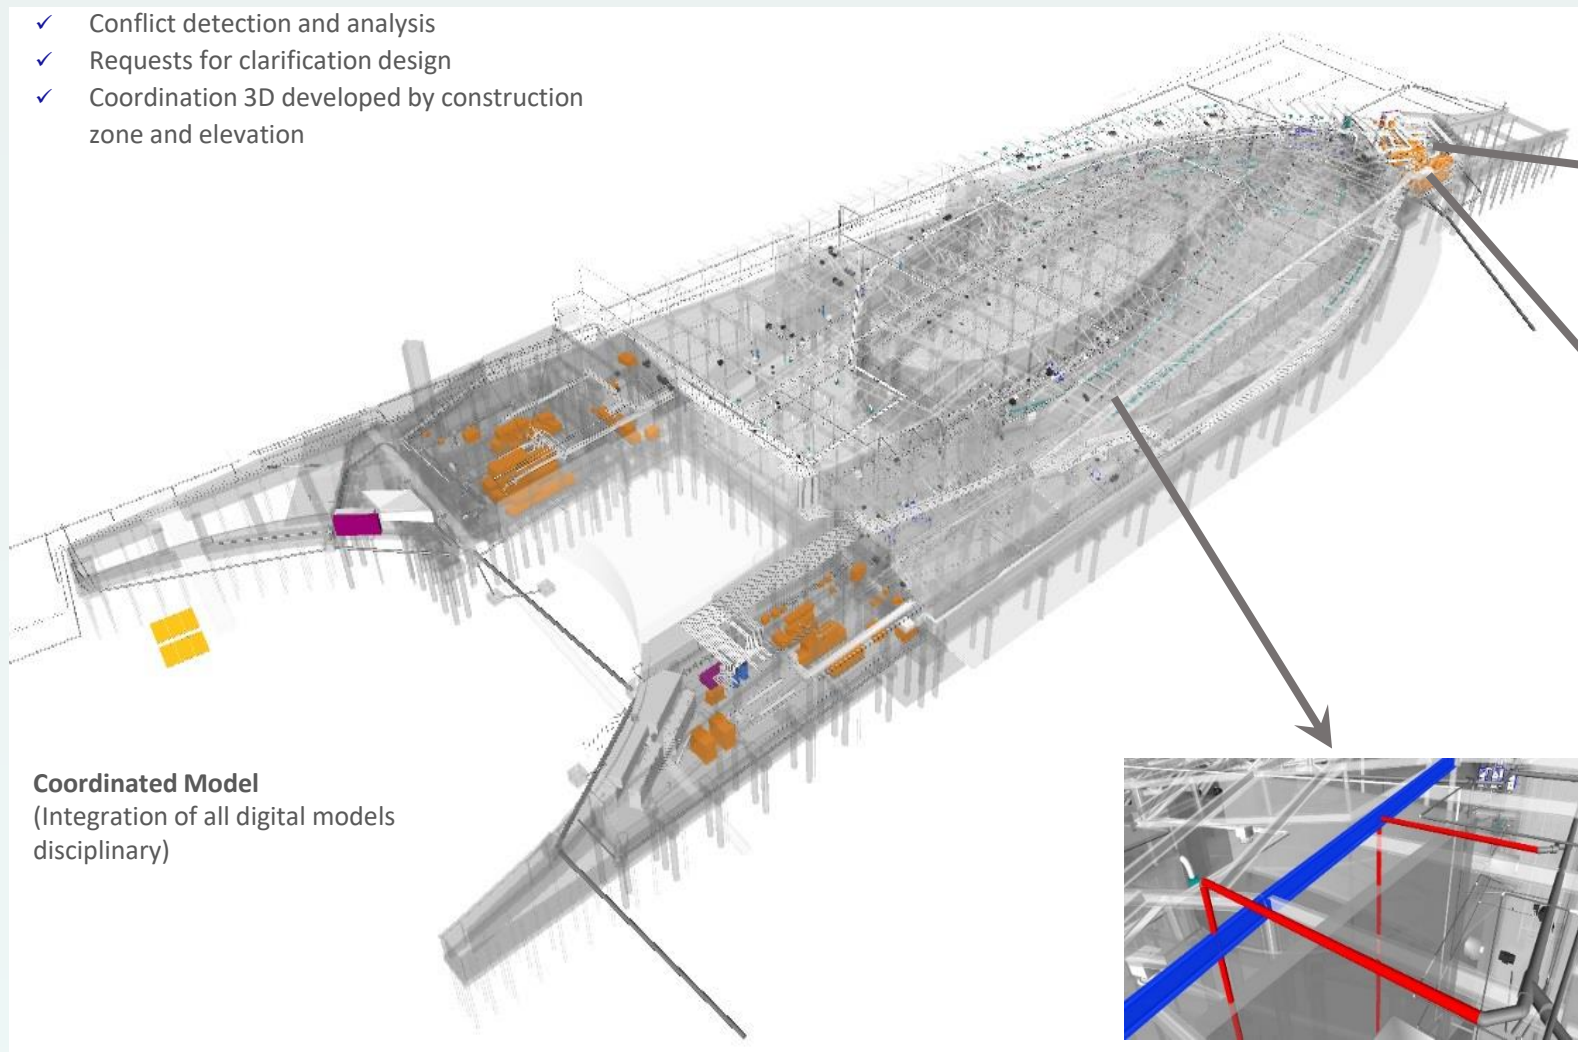 ✓ Conflict detection and analysis
✓ Requests for clarification design
✓ Coordination 3D developed by construction
zone and elevation
Coordinated Model
(Integration of all digital models
disciplinary)